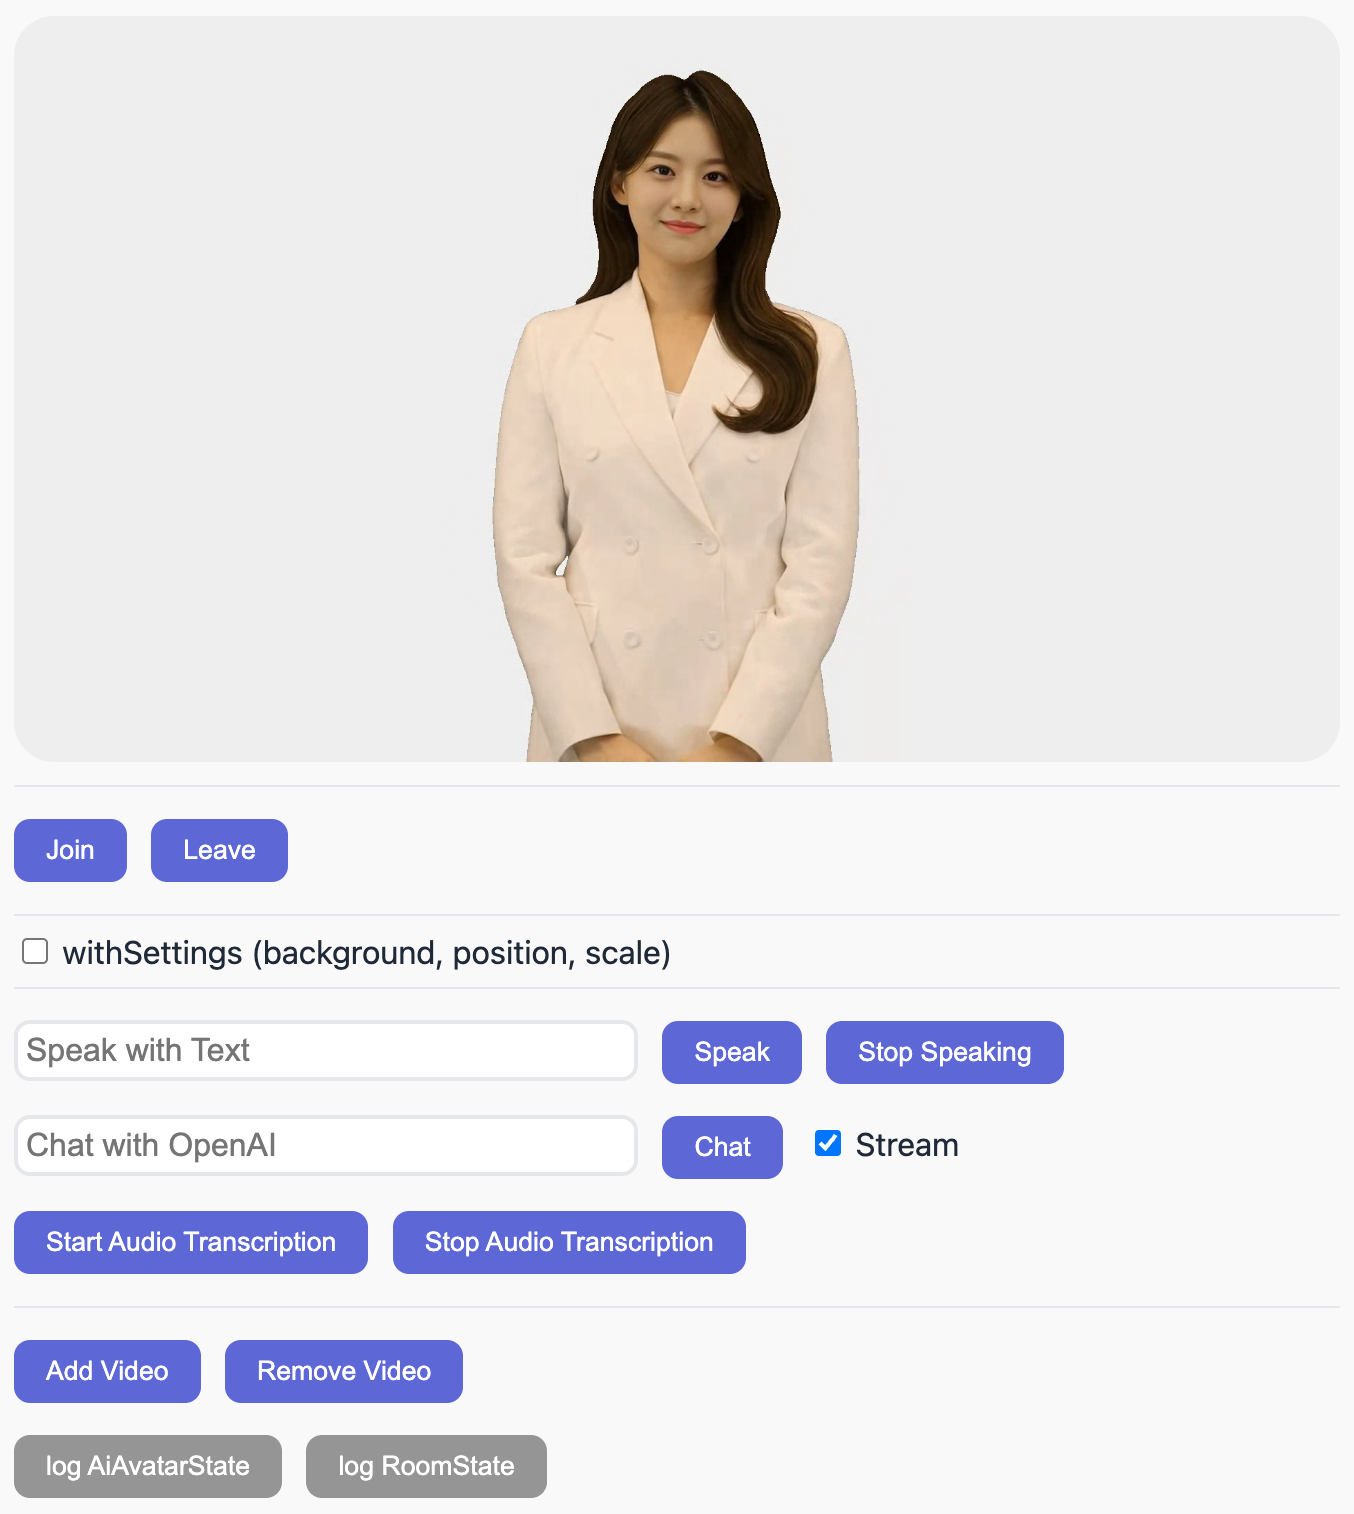 Join Leave
withSettings (background, position, scale)
Speak with Text Speak Stop Speaking
Chat with OpenAI Chat Stream
Start Audio Transcription Stop Audio Transcription
Add Video Remove Video
log AiAvatarState log RoomState